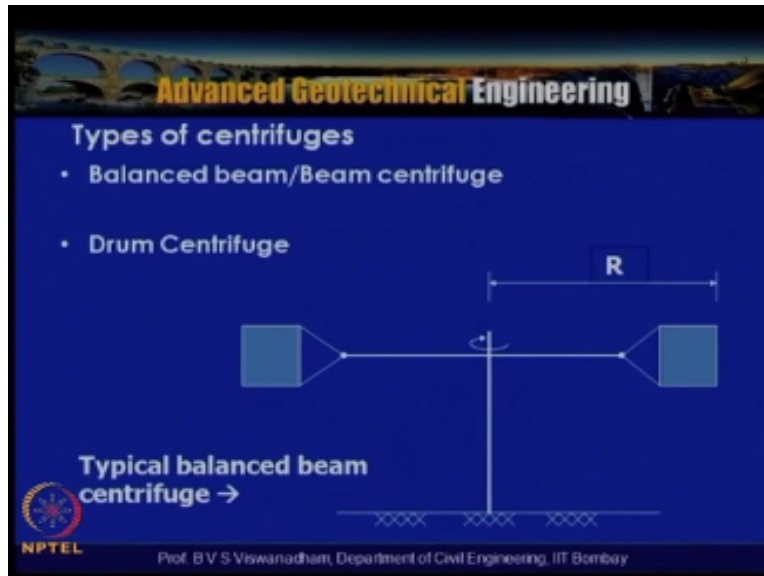 Advanced Geotechnical Engineering
Types of centrifuges
• Balanced beam/Beam centrifuge
• Drum Centrifuge
R
Typical balanced beam
centrifuge →
NPTEL
Prof. B V S Viswanadham, Department of Civil Engineering, IIT Bombay